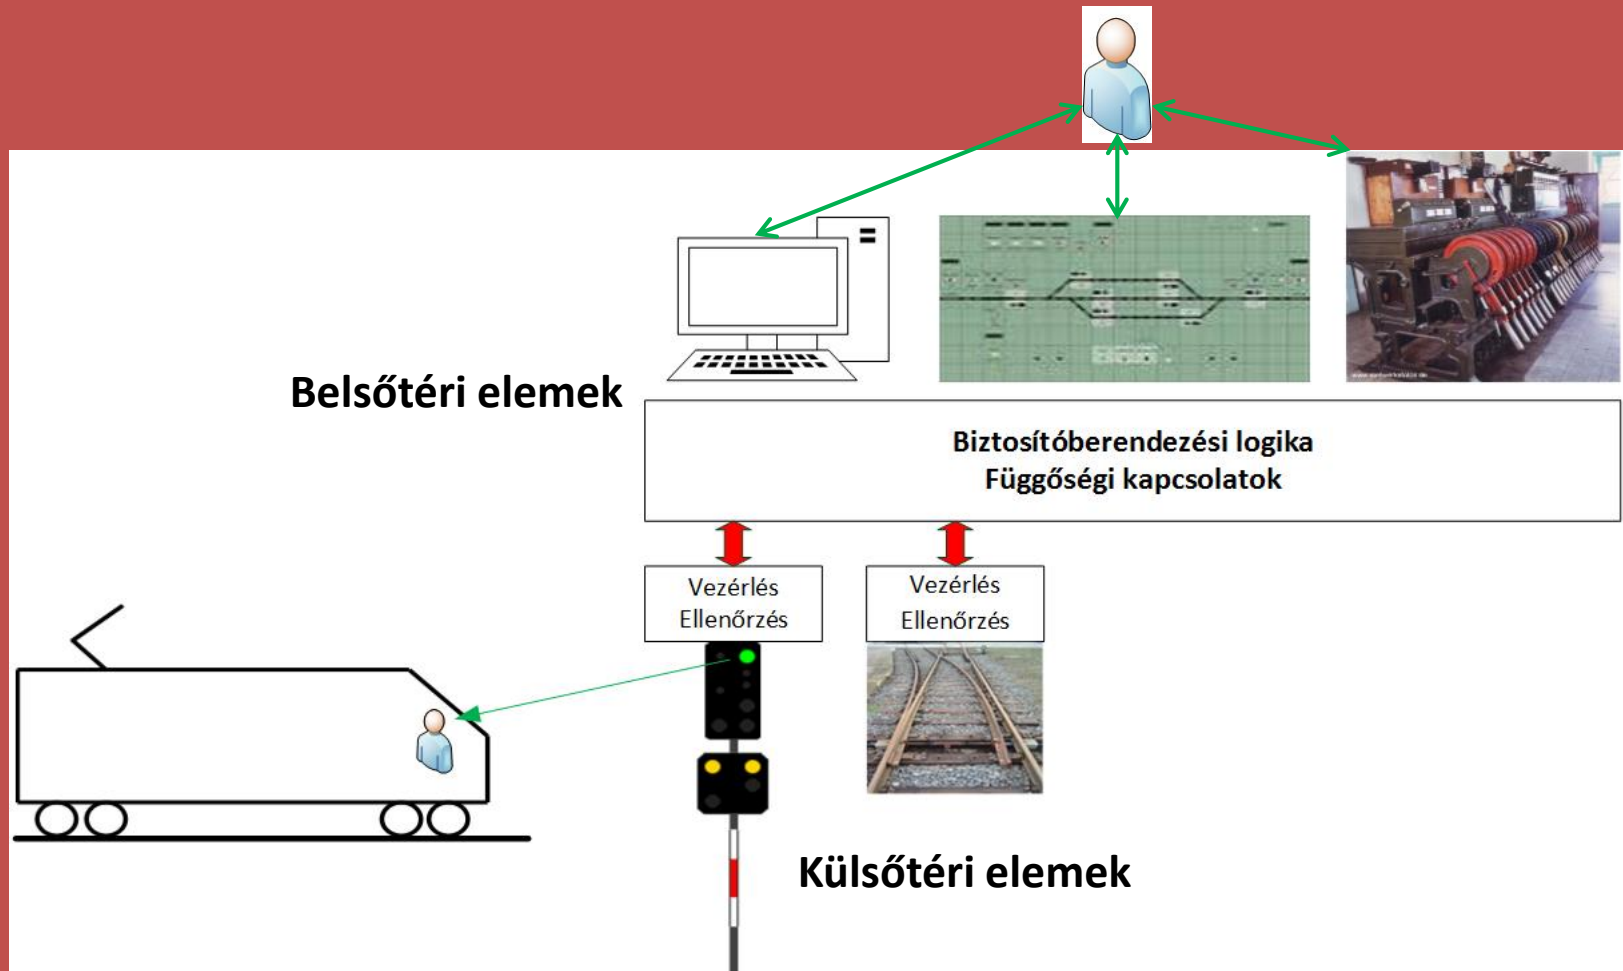 Belsőtéri elemek
Biztosítóberendezési logika
Függőségi kapcsolatok
Vezérlés
Ellenőrzés
Vezérlés
Ellenőrzés
Külsőtéri elemek